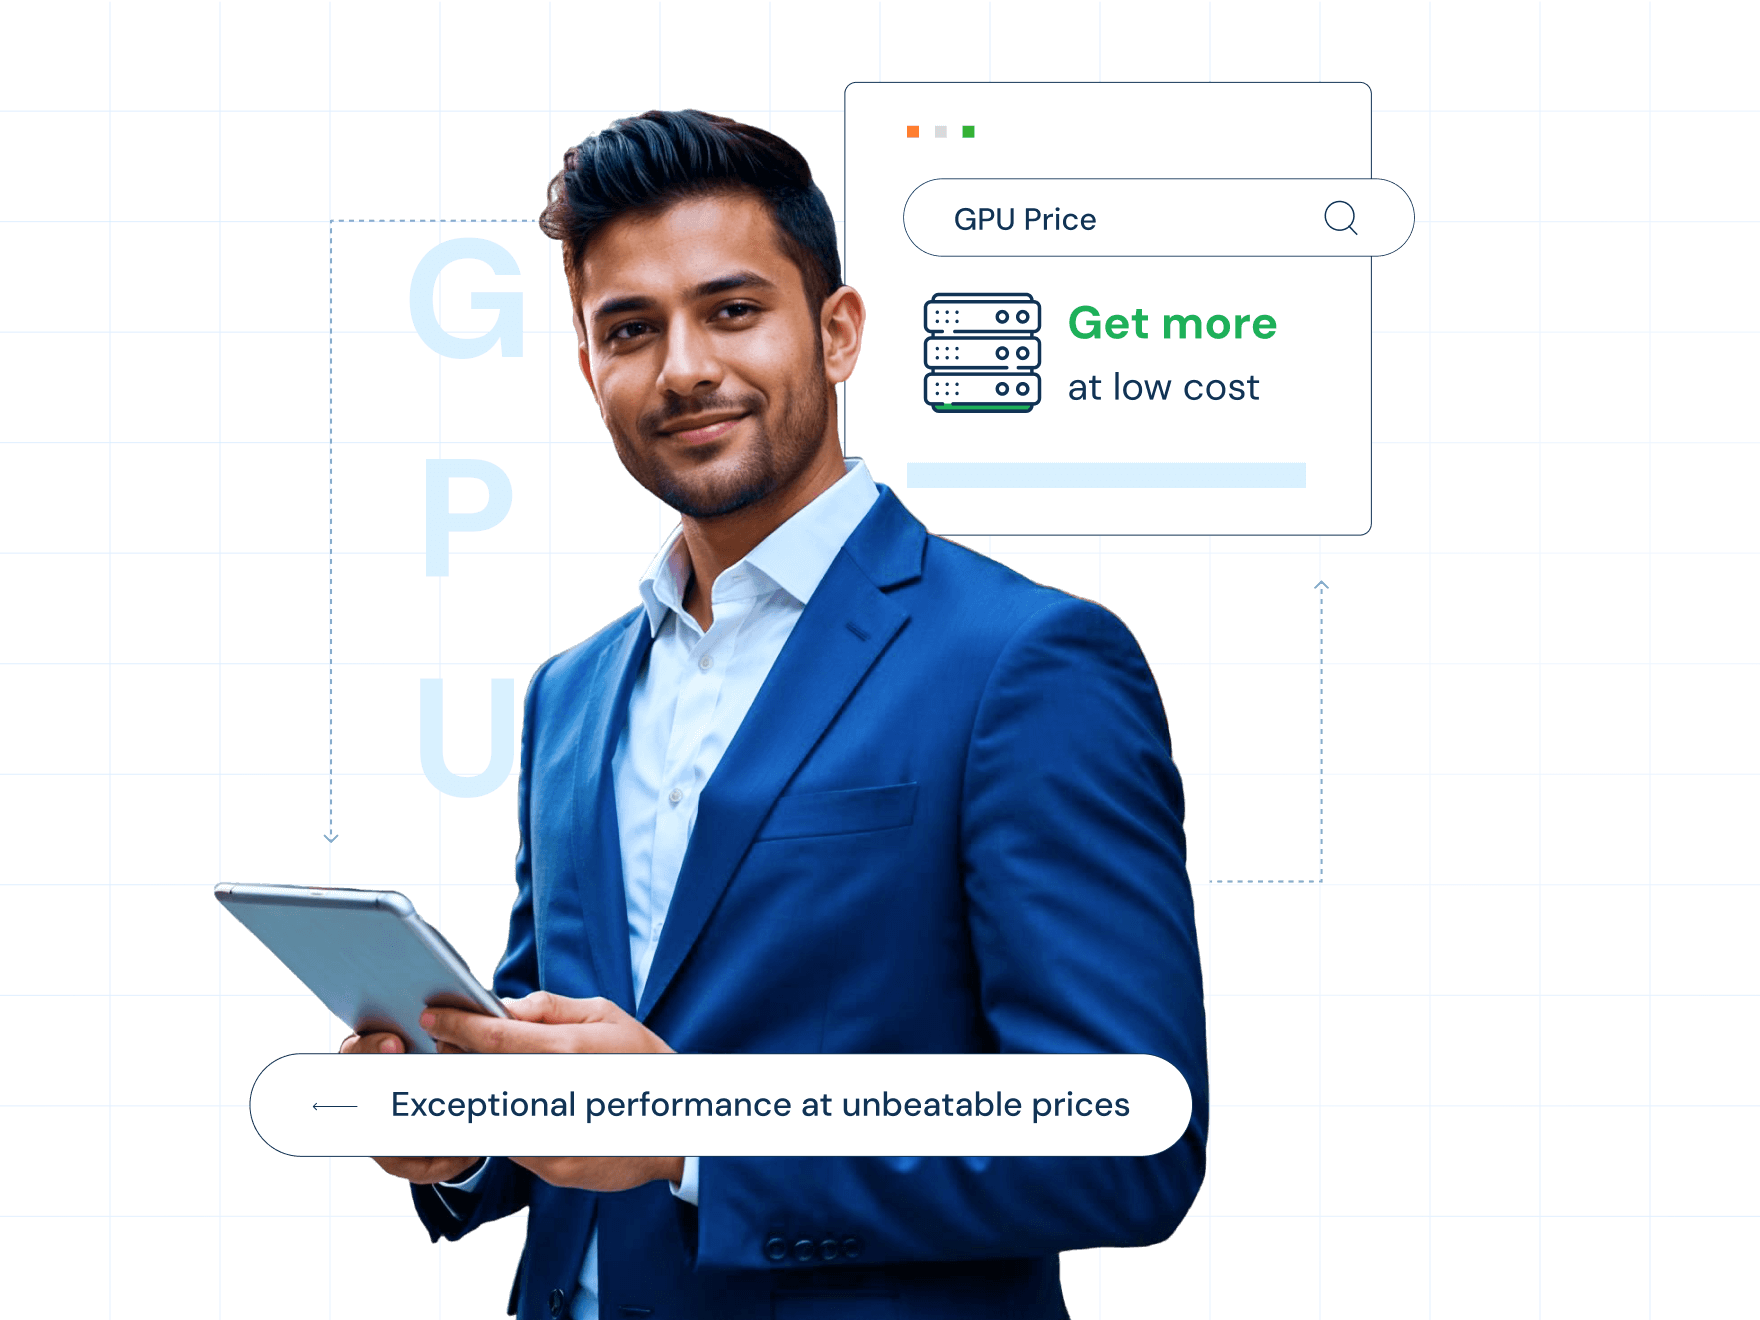 GPU Price
Get more
at low cost
G
P
U
Exceptional performance at unbeatable prices